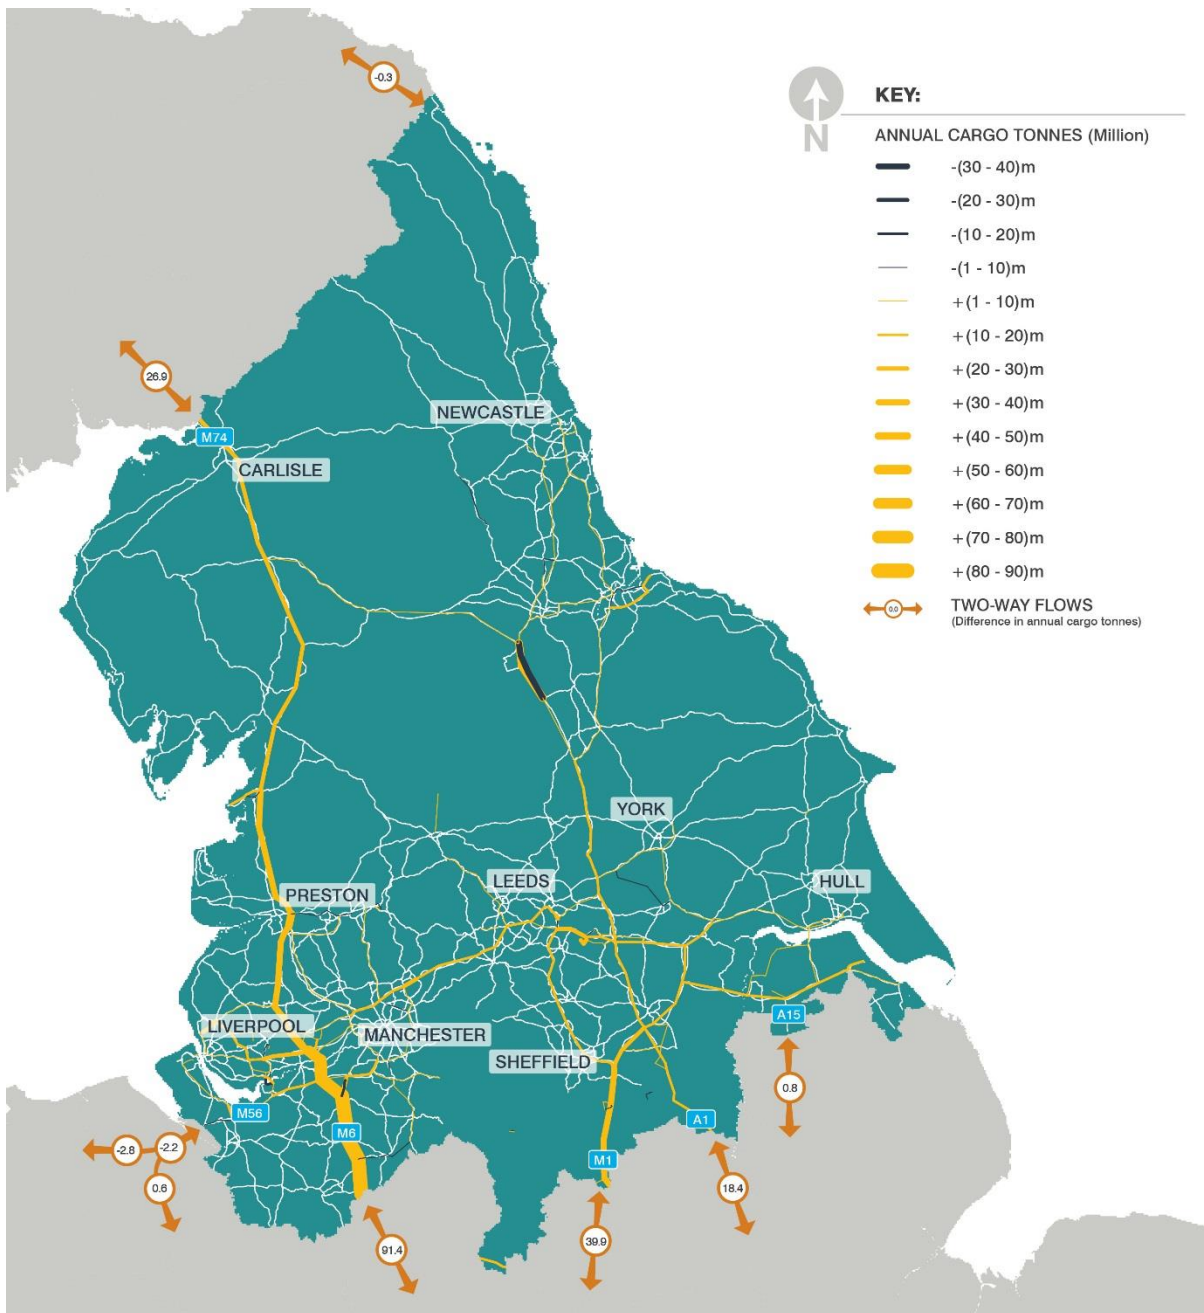 -0.3
N
KEY:
ANNUAL CARGO TONNES (Million)
-(30 - 40)m
-(20 - 30)m
-(10 - 20)m
-(1 - 10)m
+(1 - 10)m
+(10 - 20)m
+(20 - 30)m
+(30 - 40)m
+(40 - 50)m
+(50 - 60)m
+(60 - 70)m
+(70 - 80)m
+(80 - 90)m
0.0
TWO-WAY FLOWS
(Difference in annual cargo tonnes)
26.9
M74
CARLISLE
NEWCASTLE
YORK
PRESTON
LEEDS
HULL
LIVERPOOL
MANCHESTER
SHEFFIELD
A15
M56
M6
M1
A1
0.8
-2.8
-2.2
0.6
91.4
39.9
18.4